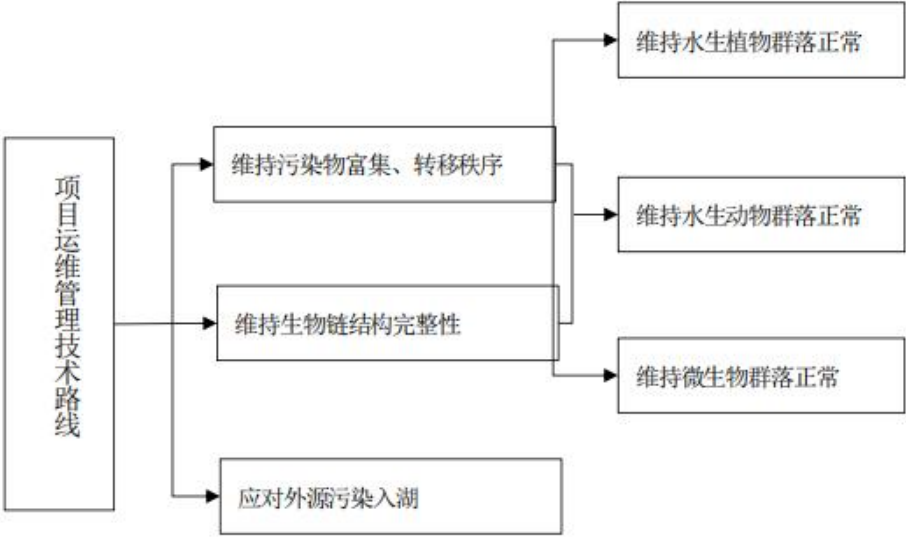 项目运维管理技术路线
维持污染物富集、转移秩序
维持生物链结构完整性
应对外源污染入湖
维持水生植物群落正常
维持水生动物群落正常
维持微生物群落正常